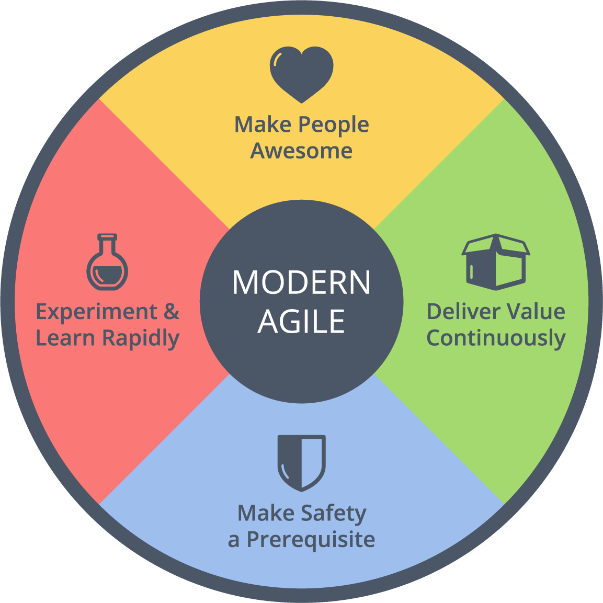 Make People
Awesome
Experiment &
Learn Rapidly
MODERN
AGILE
Deliver Value
Continuously
Make Safety
a Prerequisite